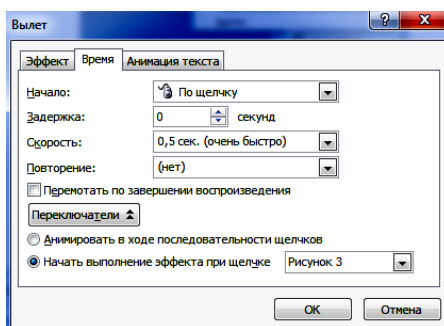 Вылет
Эффект Время Анимация текста
Начало: По щелчку
Задержка: 0 секунд
Скорость: 0,5 сек. (очень быстро)
Повторение: (нет)
Перемотать по завершении воспроизведения
Переключатели
Анимировать в ходе последовательности щелчков
Начать выполнение эффекта при щелчке Рисунок 3
ОК Отмена